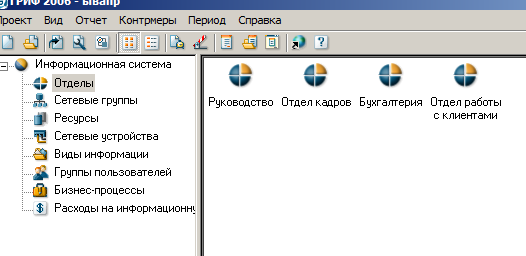 ГРИФ 2006 - ывапр
Проект Вид Отчет Контрмеры Период Справка
Информационная система
Отделы
Сетевые группы
Ресурсы
Сетевые устройства
Виды информации
Группы пользователей
Бизнес-процессы
Расходы на информационну
Руководство Отдел кадров Бухгалтерия Отдел работы
с клиентами